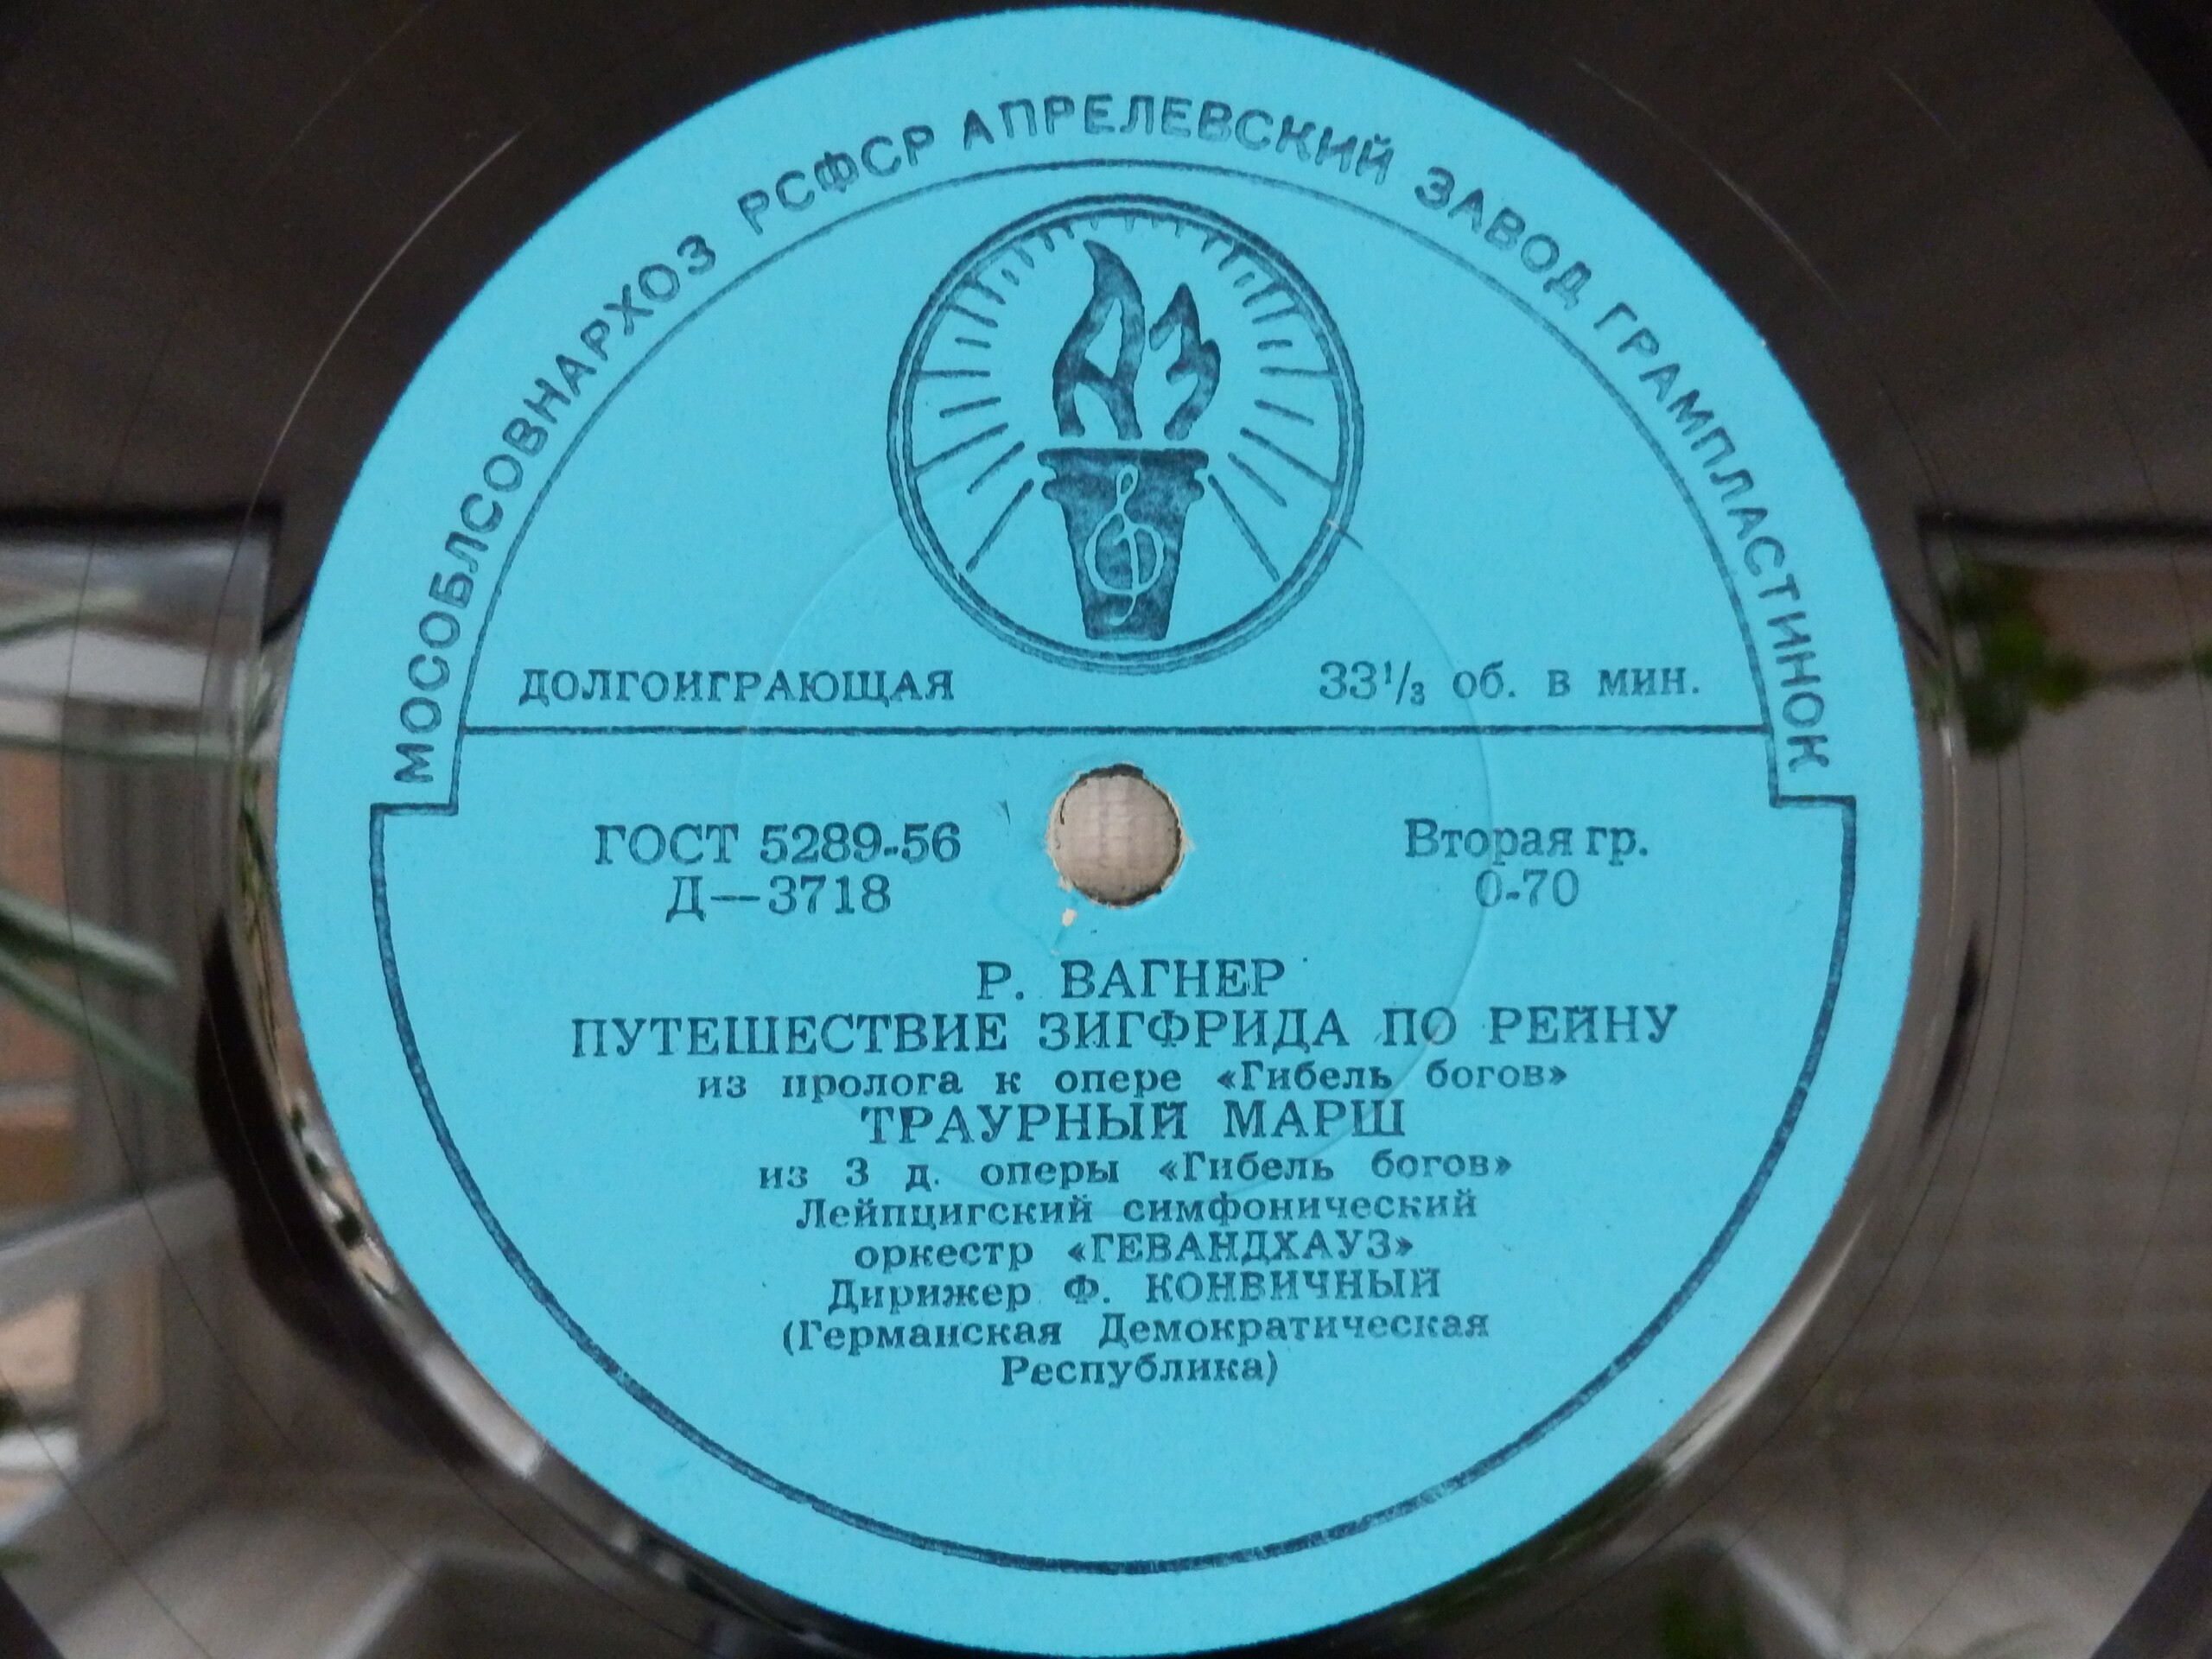 МОСОБЛСОВНАРХОЗ РСФСР АПРЕЛЕВСКИЙ ЗАВОД ГРАМПЛАСТИНОК
ДОЛГОИГРАЮЩАЯ 33 1/3 об. в мин.
ГОСТ 5289-56 Вторая гр.
Д—3718 0-70
Р. ВАГНЕР
ПУТЕШЕСТВИЕ ЗИГФРИДА ПО РЕЙНУ
из пролога к опере «Гибель богов»
ТРАУРНЫЙ МАРШ
из 3 д. оперы «Гибель богов»
Лейпцигский симфонический
оркестр «ГЕВАНДХАУЗ»
Дирижер Ф. КОНВИЧНЫЙ
(Германская Демократическая
Республика)